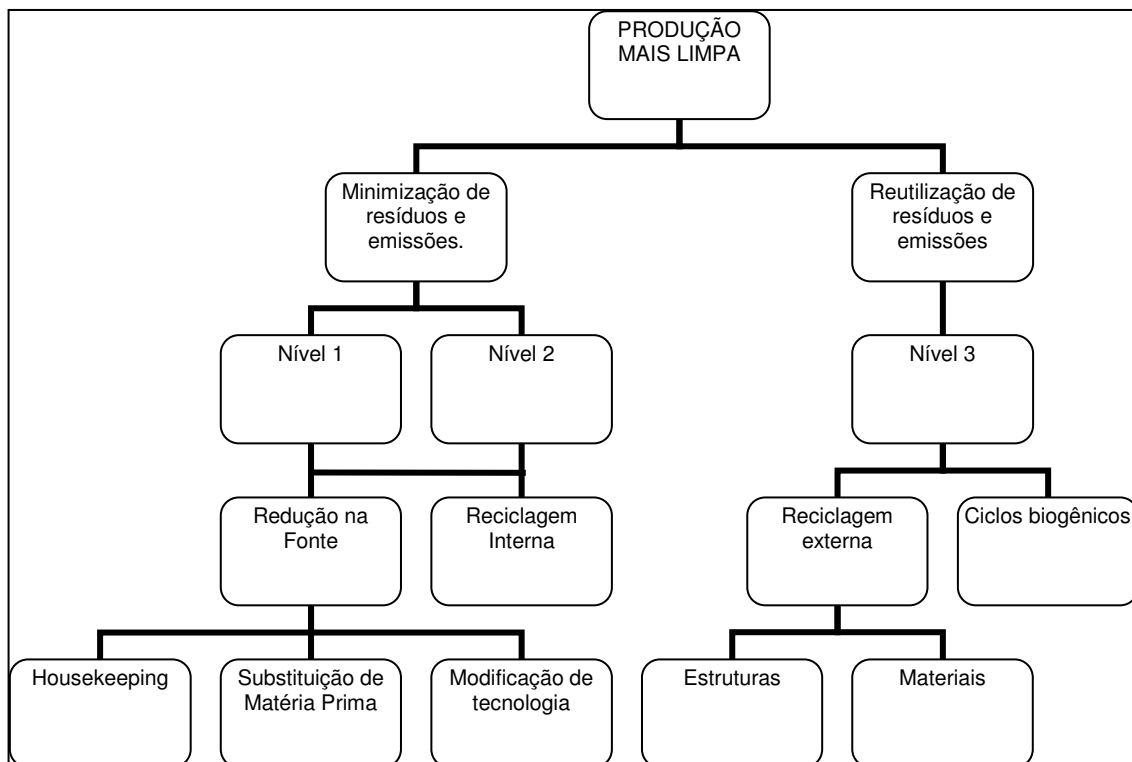 PRODUÇÃO
MAIS LIMPA
Minimização de
resíduos e
emissões.
Reutilização de
resíduos e
emissões
Nível 1
Nível 2
Nível 3
Redução na
Fonte
Reciclagem
Interna
Reciclagem
externa
Ciclos biogênicos
Housekeeping
Substituição de
Matéria Prima
Modificação de
tecnologia
Estruturas
Materiais